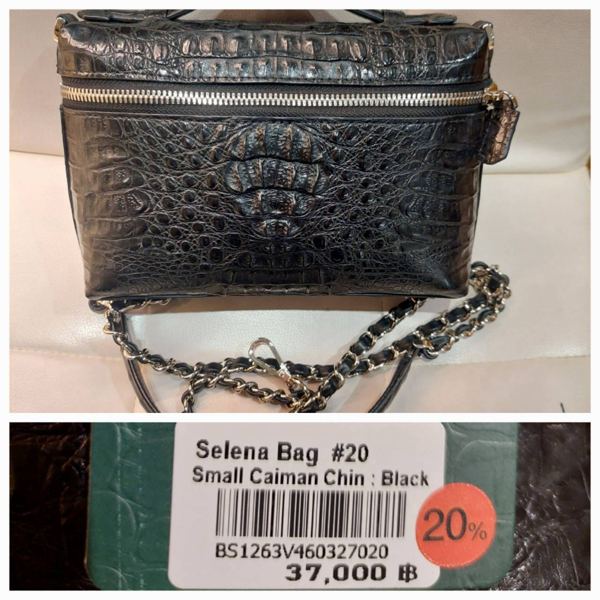 Selena Bag #20
Small Caiman Chin : Black
20%
BS1263V460327020
37,000 ฿